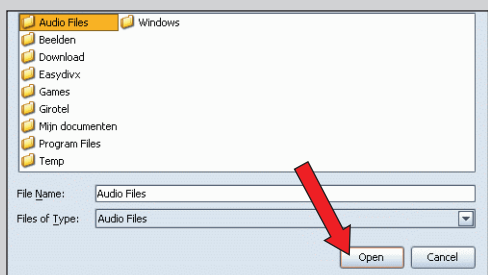 Audio Files
Windows
Beelden
Download
Easydivx
Games
Girotel
Mijn documenten
Program Files
Temp
File Name: Audio Files
Files of Type: Audio Files
Open Cancel